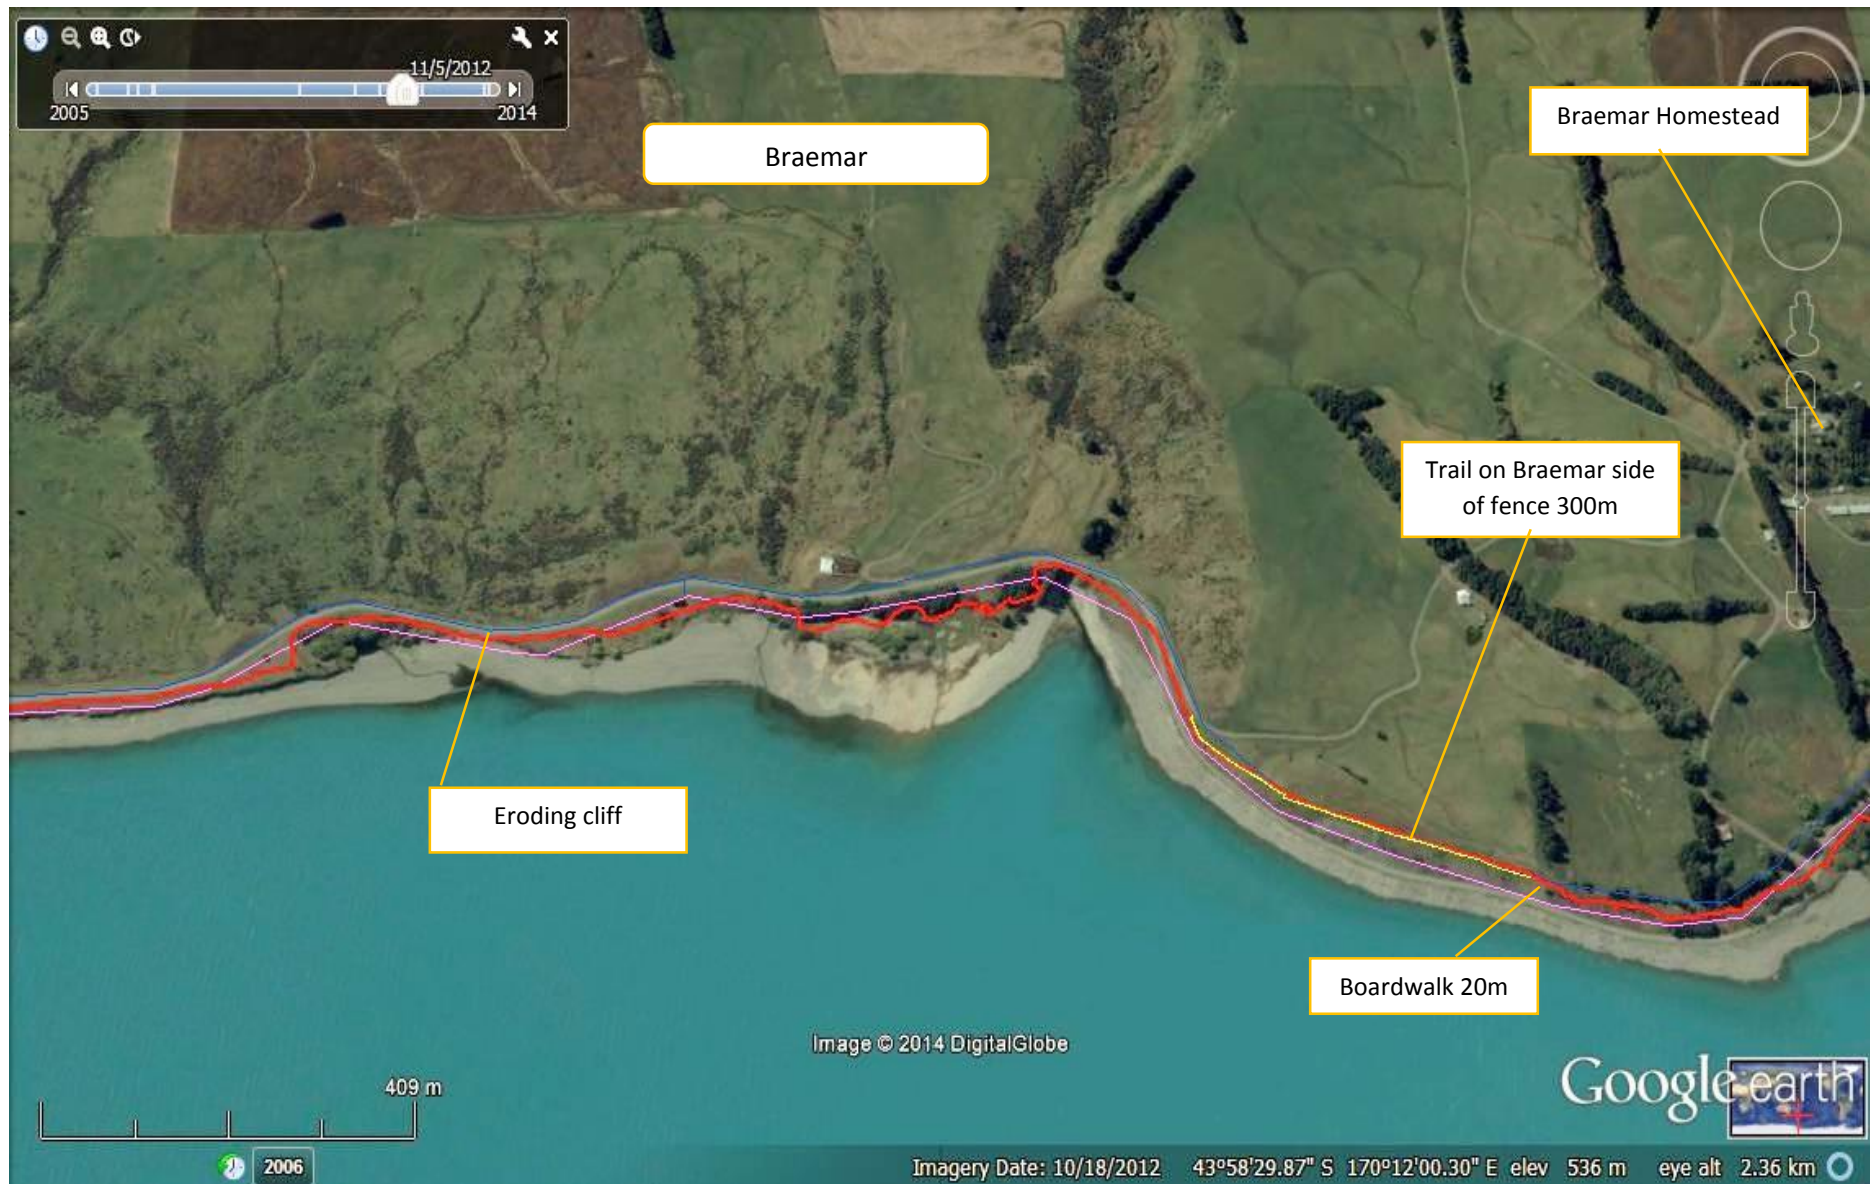 11/5/2012
2005
2014
Braemar
Braemar Homestead
Trail on Braemar side
of fence 300m
Eroding cliff
Boardwalk 20m
Image © 2014 DigitalGlobe
409 m
Google earth
2006
Imagery Date: 10/18/2012 43°58'29.87" S 170°12'00.30" E elev 536 m eye alt 2.36 km